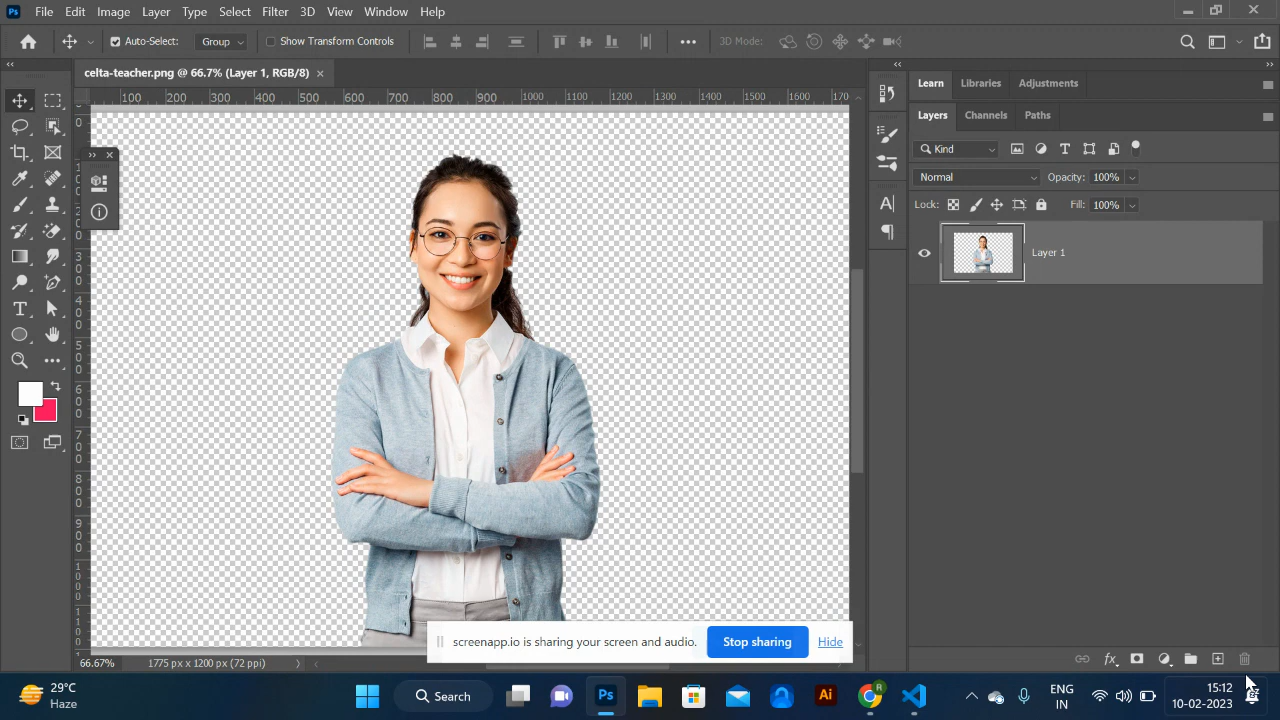 Ps File Edit Image Layer Type Select Filter 3D View Window Help
Auto-Select: Group Show Transform Controls 3D Mode:
celta-teacher.png @ 66.7% (Layer 1, RGB/8)
100 200 300 400 500 600 700 800 900 1000 1100 1200 1300 1400 1500 1600 170
Learn Libraries Adjustments
Layers Channels Paths
Kind
Normal Opacity: 100%
Lock: Fill: 100%
Layer 1
screenapp.io is sharing your screen and audio. Stop sharing Hide
66.67% 1775 px x 1200 px (72 ppi)
29°C
Haze
Search
Ps
Ai
R
ENG
IN
15:12
10-02-2023